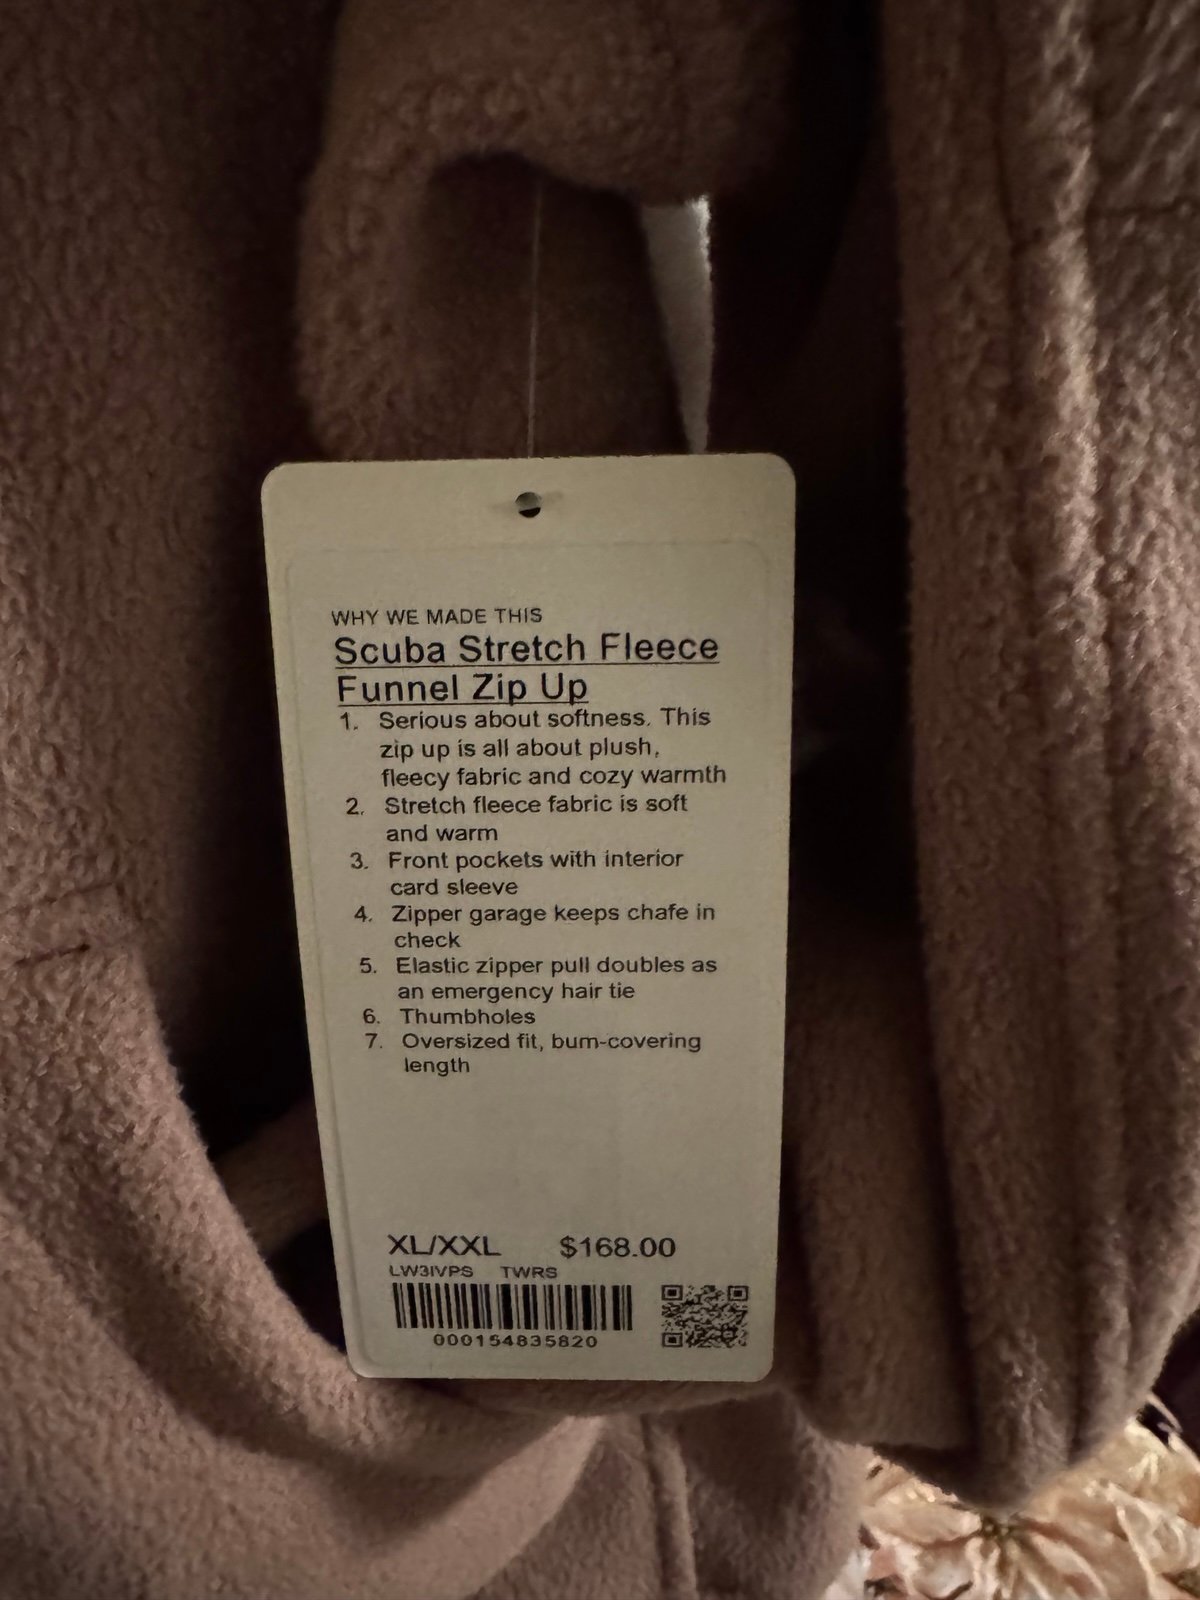 WHY WE MADE THIS
Scuba Stretch Fleece
Funnel Zip Up
1. Serious about softness. This
zip up is all about plush,
fleecy fabric and cozy warmth
2. Stretch fleece fabric is soft
and warm
3. Front pockets with interior
card sleeve
4. Zipper garage keeps chafe in
check
5. Elastic zipper pull doubles as
an emergency hair tie
6. Thumbholes
7. Oversized fit, bum-covering
length
XL/XXL $168.00
LW3IVPS TWRS
000154835820